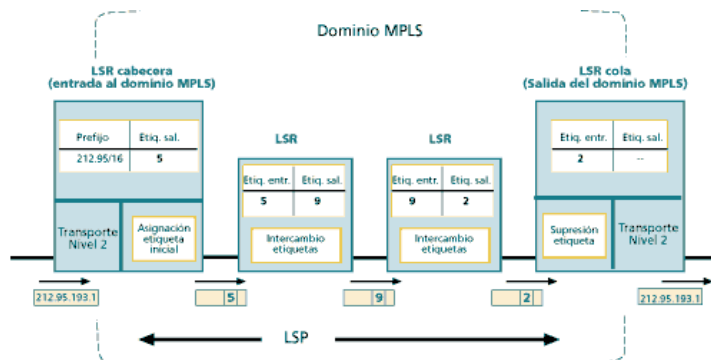 Dominio MPLS
LSR cabecera
(entrada al dominio MPLS)
Prefijo Etiq. sal.
212.95/16 5
Transporte
Nivel 2
Asignación
etiqueta
inicial
LSR
Etiq. entr. Etiq. sal.
5 9
Intercambio
etiquetas
LSR
Etiq. entr. Etiq. sal.
9 2
Intercambio
etiquetas
LSR cola
(Salida del dominio MPLS)
Etiq. entr. Etiq. sal.
2 --
Supresión
etiqueta
Transporte
Nivel 2
212.95.193.1
5
9
2
212.95.193.1
LSP